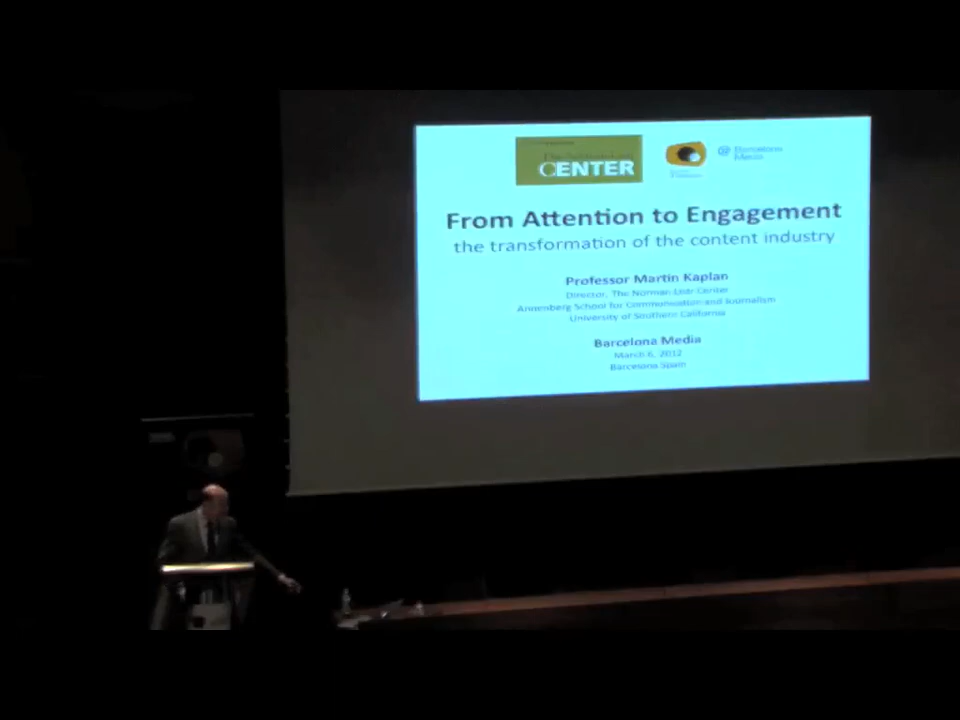 CENTER
@ Barcelona
Media
From Attention to Engagement
the transformation of the content industry
Professor Martin Kaplan
Director, The Norman Lear Center
Annenberg School for Communication and Journalism
University of Southern California
Barcelona Media
March 6, 2012
Barcelona Spain